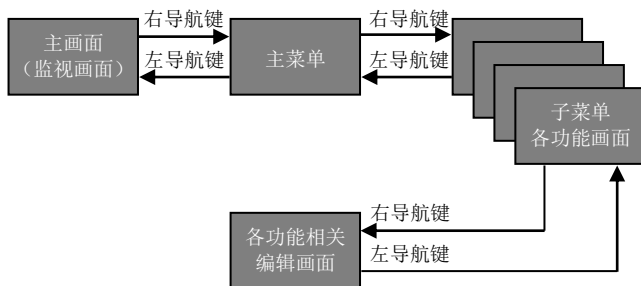 右导航键
右导航键
主画面
（监视画面）
左导航键
主菜单
左导航键
子菜单
各功能画面
右导航键
各功能相关
编辑画面
左导航键